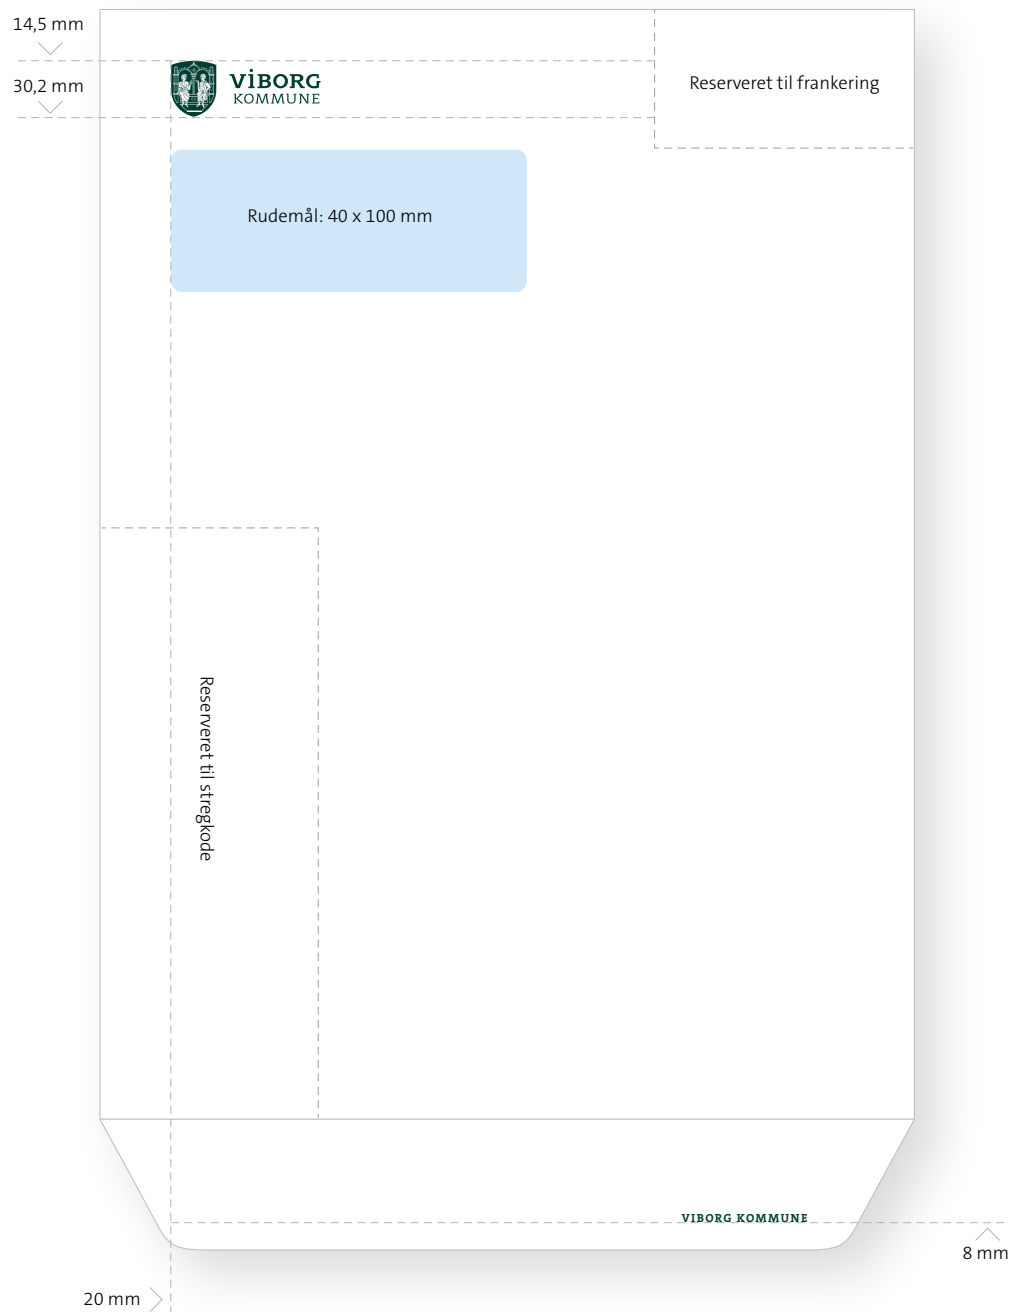 14,5 mm
30,2 mm
VIBORG
KOMMUNE
Reserveret til frankering
Rudemål: 40 x 100 mm
Reserveret til stregkode
VIBORG KOMMUNE
8 mm
20 mm